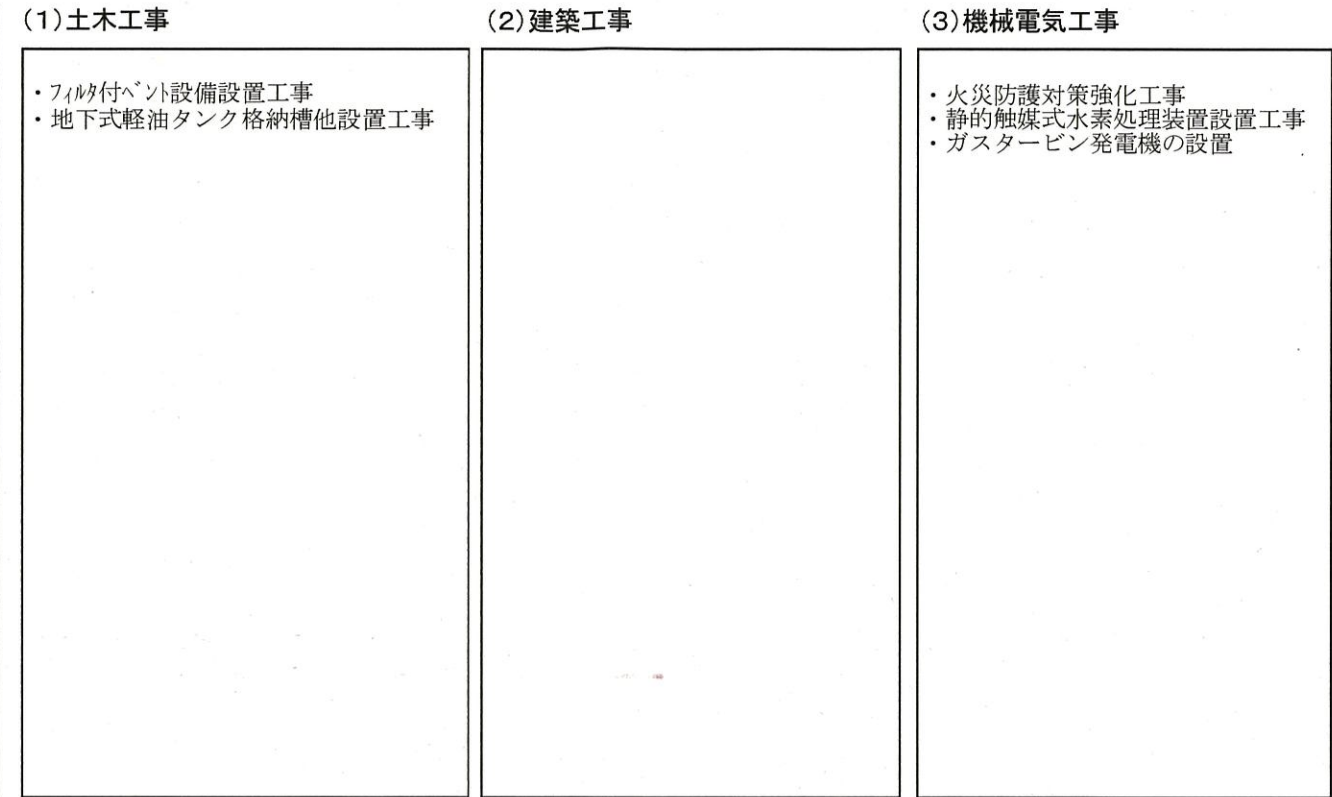 (1)土木工事
・フィルタ付ベント設備設置工事
・地下式軽油タンク格納槽他設置工事
(2)建築工事
(3)機械電気工事
・火災防護対策強化工事
・静的触媒式水素処理装置設置工事
・ガスタービン発電機の設置